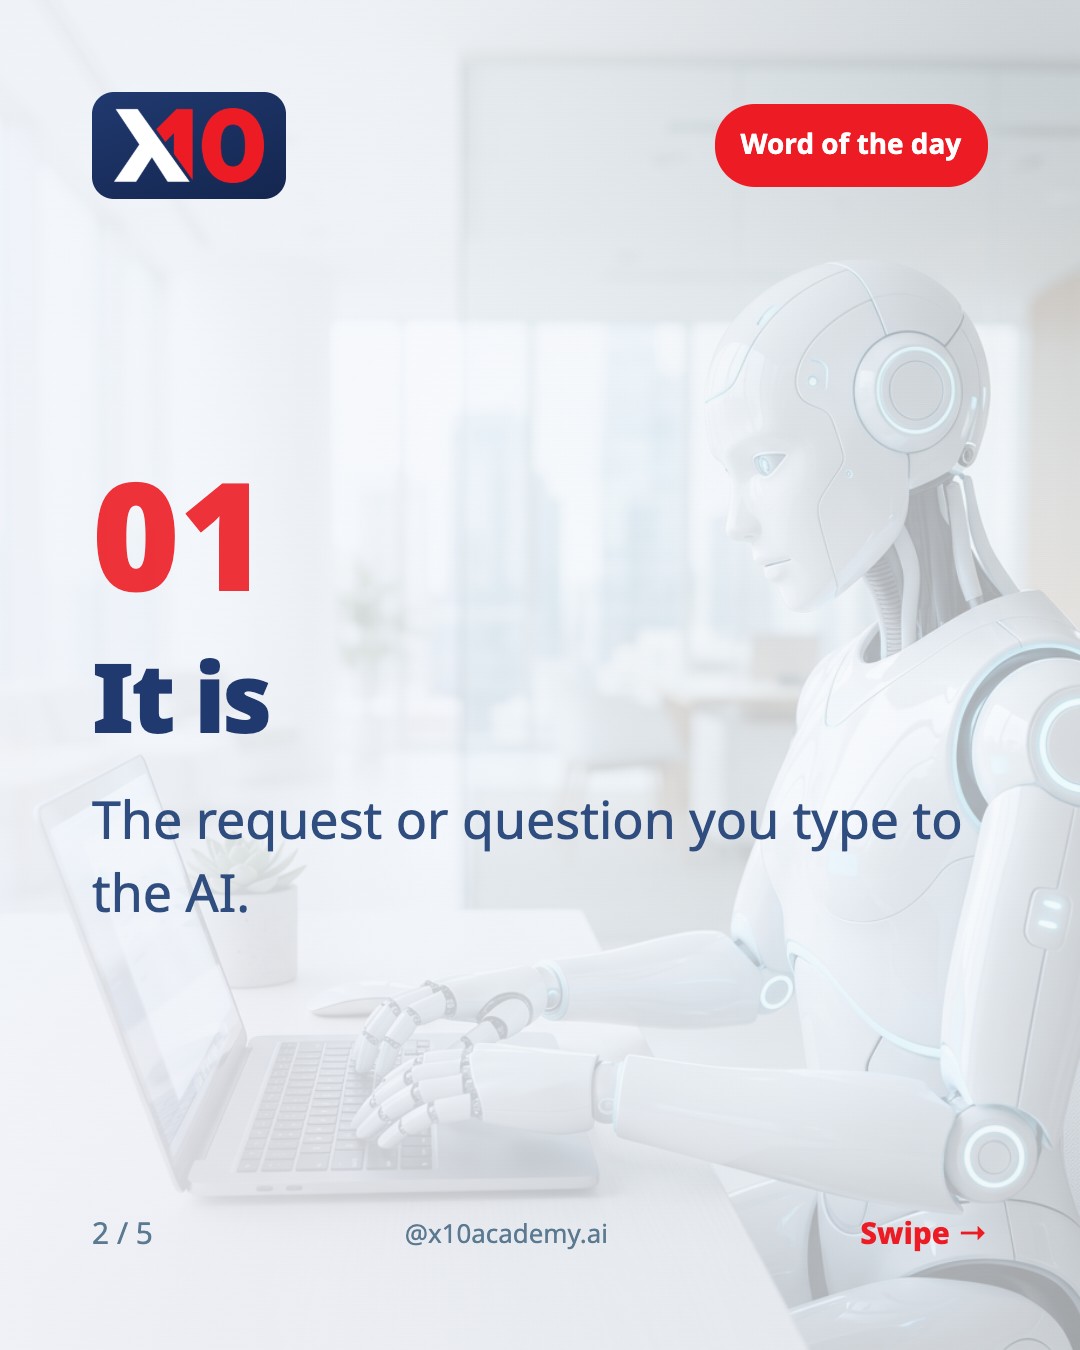 X10
Word of the day
01
It is
The request or question you type to
the AI.
2 / 5
@x10academy.ai
Swipe →